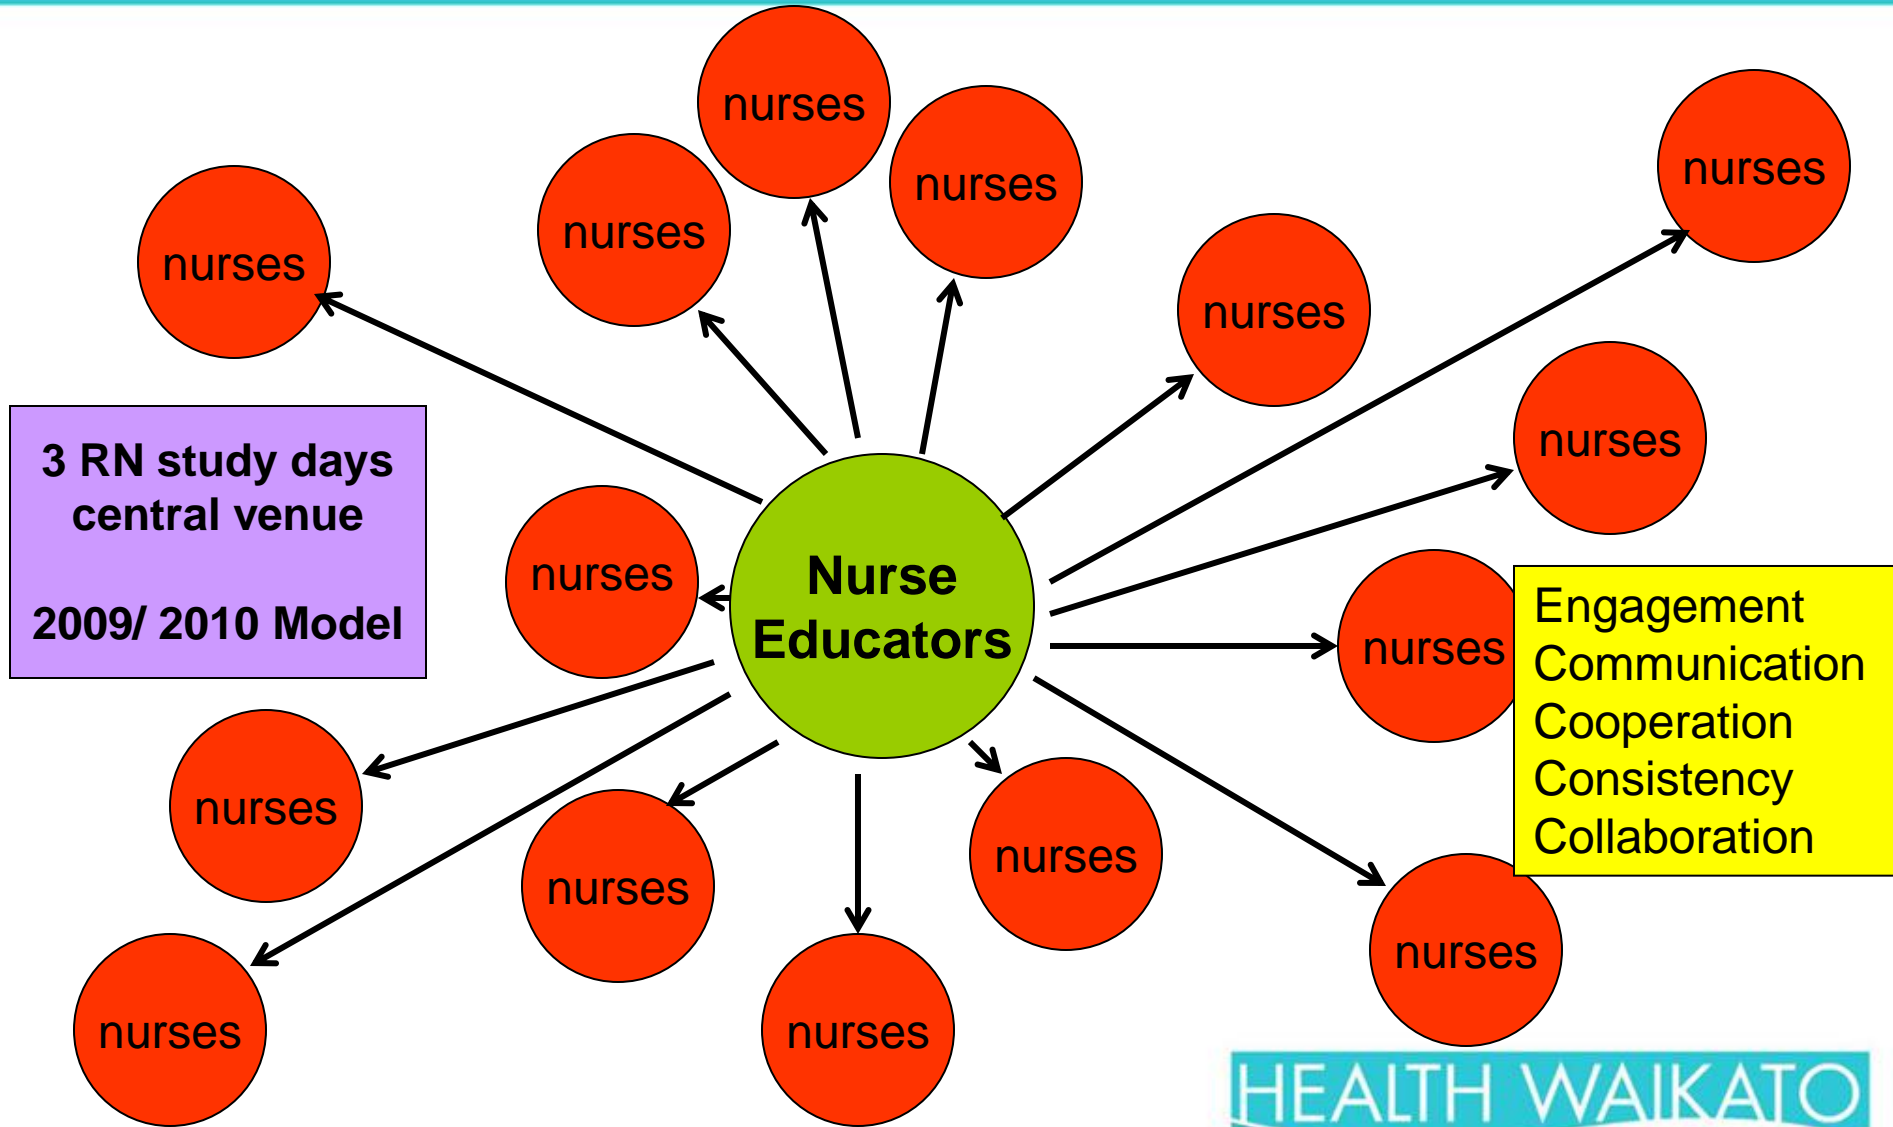 nurses
nurses
nurses
nurses
nurses
nurses
nurses
nurses
3 RN study days
central venue
2009/ 2010 Model
nurses
Nurse
Educators
nurses
Engagement
Communication
Cooperation
Consistency
Collaboration
nurses
nurses
nurses
nurses
nurses
nurses
HEALTH WAIKATO